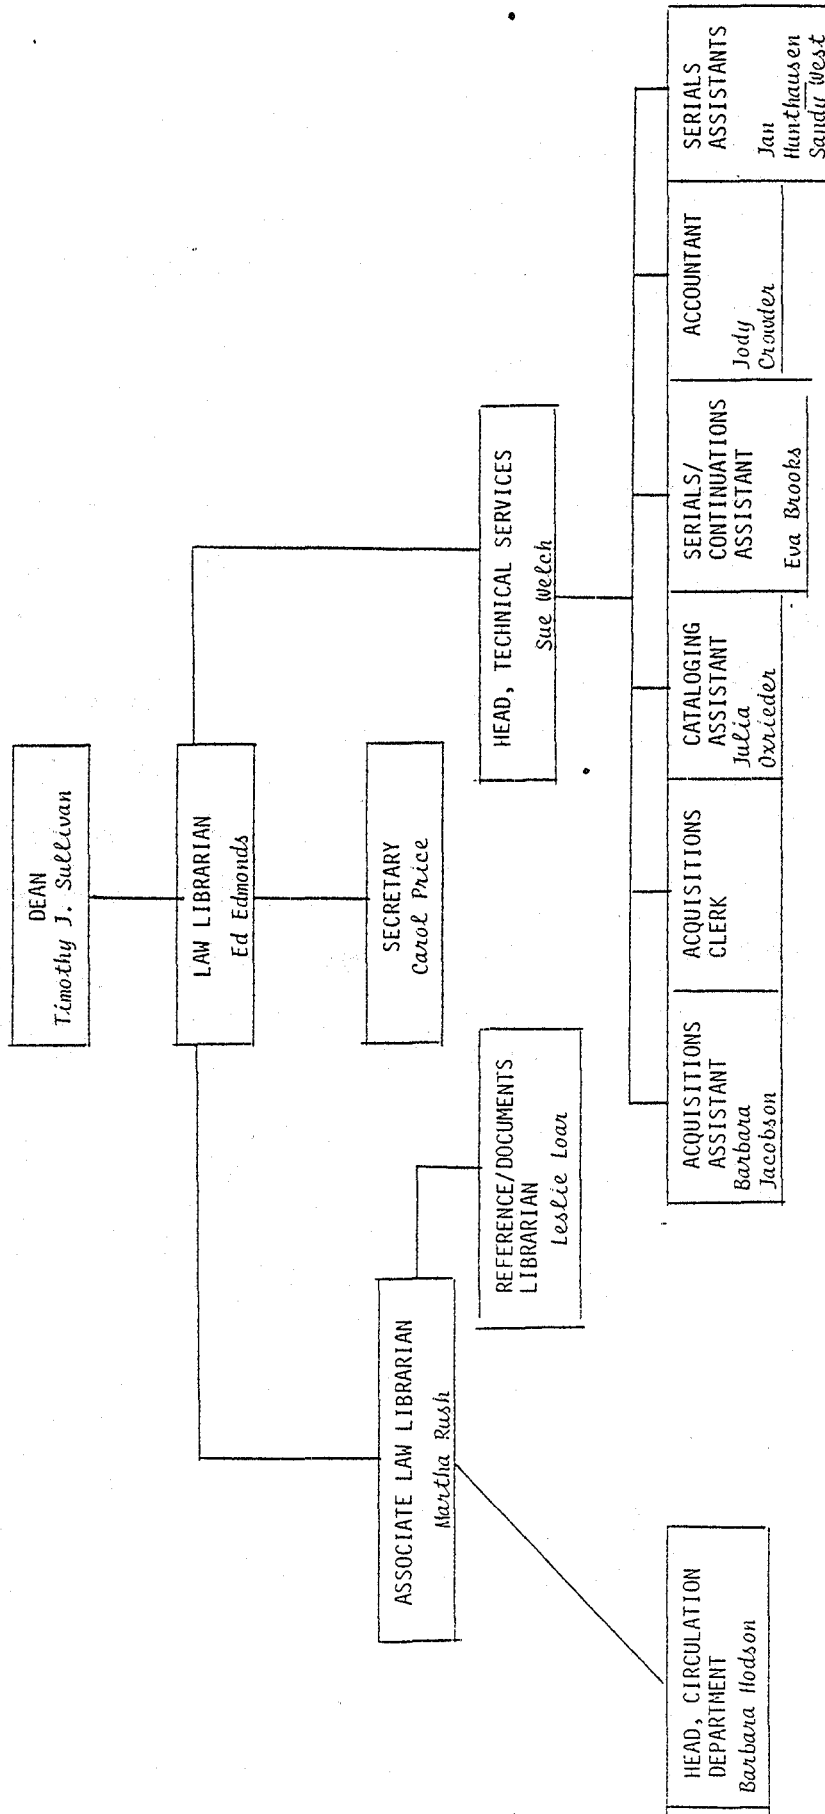 DEAN
Timothy J. Sullivan
LAW LIBRARIAN
Ed Edmonds
SECRETARY
Carol Price
ASSOCIATE LAW LIBRARIAN
Martha Rush
REFERENCE/DOCUMENTS
LIBRARIAN
Leslie Loar
HEAD, TECHNICAL SERVICES
Sue Welch
HEAD, CIRCULATION
DEPARTMENT
Barbara Hodson
ACQUISITIONS
ASSISTANT
Barbara
Jacobson
ACQUISITIONS
CLERK
CATALOGING
ASSISTANT
Julia
Oxrieder
SERIALS/
CONTINUATIONS
ASSISTANT
Eva Brooks
ACCOUNTANT
Jody
Crowder
SERIALS
ASSISTANTS
Jan
Hunthausen
Sandy West